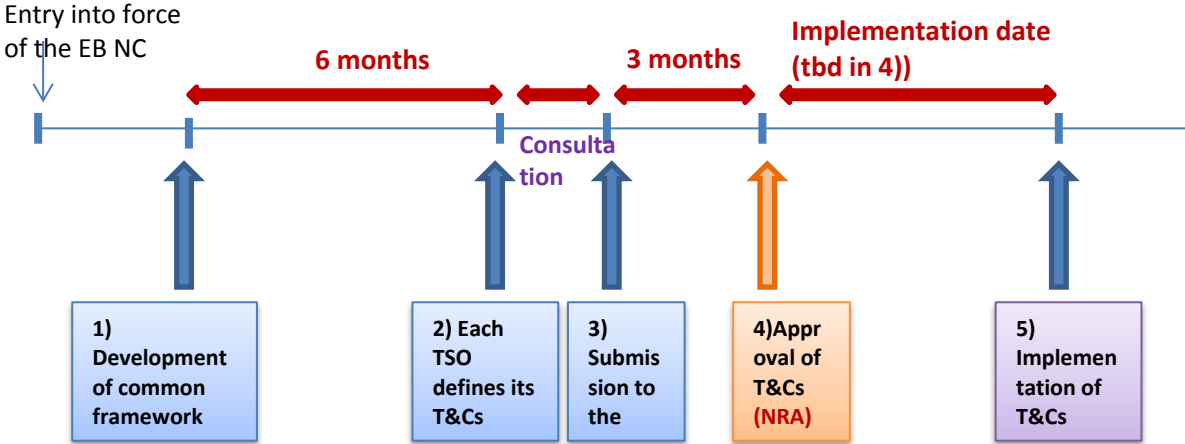 Entry into force
of the EB NC
6 months
3 months
Implementation date
(tbd in 4))
Consulta
tion
1)
Development
of common
framework
2) Each
TSO
defines its
T&Cs
3)
Submis
sion to
the
4)Appr
oval of
T&Cs
(NRA)
5)
Implemen
tation of
T&Cs